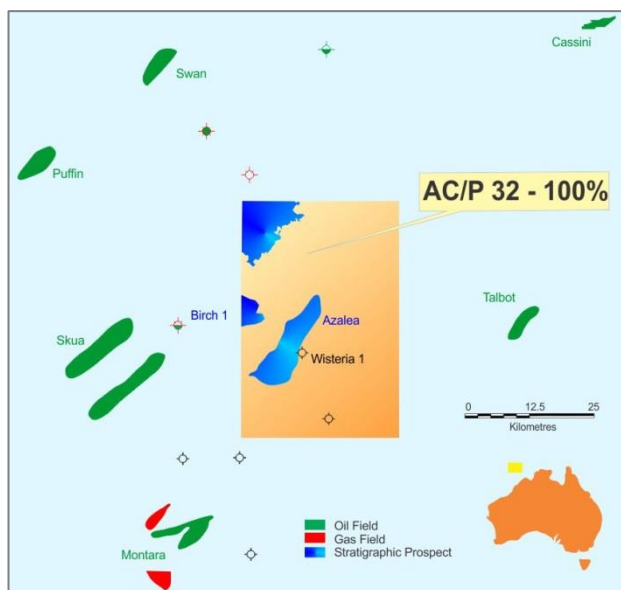 Cassini
Swan
Puffin
AC/P 32 - 100%
Talbot
Birch 1
Azalea
Skua
Wisteria 1
0 12.5 25
Kilometres
Oil Field
Gas Field
Stratigraphic Prospect
Montara